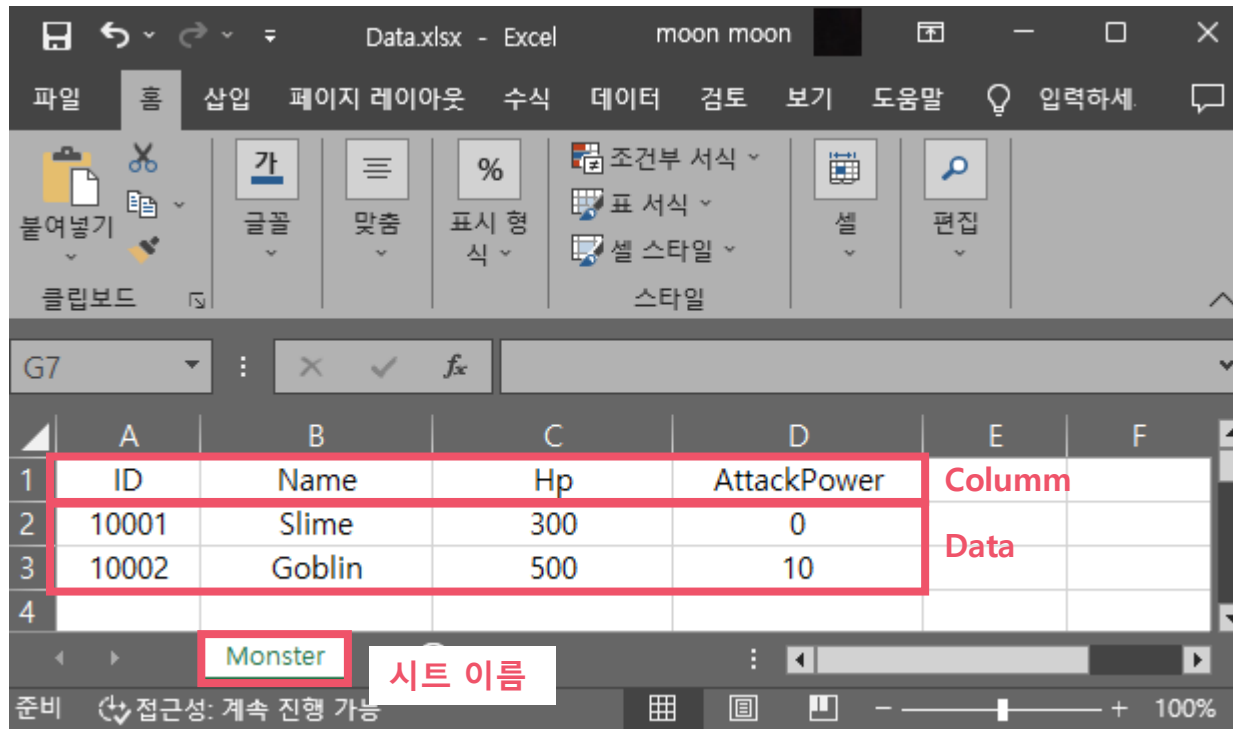 Data.xlsx - Excel moon moon
파일 홈 삽입 페이지 레이아웃 수식 데이터 검토 보기 도움말 입력하세.
붙여넣기
클립보드
가
글꼴
맞춤
%
표시 형
식
조건부 서식
표 서식
셀 스타일
스타일
셀
편집
G7 fx
A B C D E F
1 ID Name Hp AttackPower Columm
2 10001 Slime 300 0
Data
3 10002 Goblin 500 10
4
Monster 시트 이름
준비 접근성: 계속 진행 가능 100%